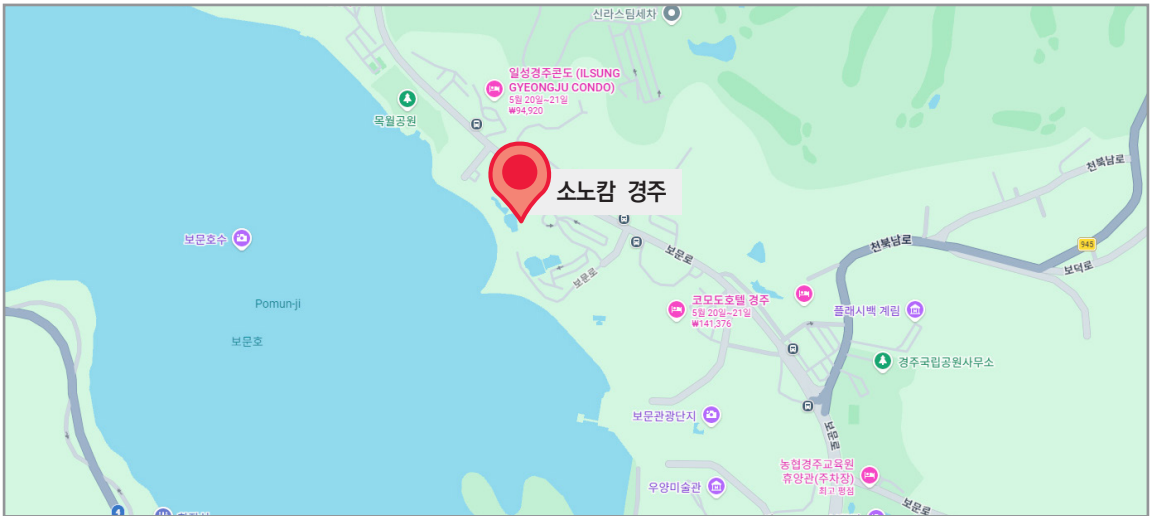 신라스팀세차
일성경주콘도 (ILSUNG
GYEONGJU CONDO)
5월 20일~21일
₩94,920
목월공원
소노캄 경주
천북남로
보문호수
보문로
천북남로
945
보덕로
보문로
Pomun-ji
코모도호텔 경주
5월 20일~21일
₩141,376
플래시백 계림
보문호
경주국립공원사무소
보문관광단지
보문로
농협경주교육원
휴양관(주차장)
최고 평점
우양미술관
보문로
4